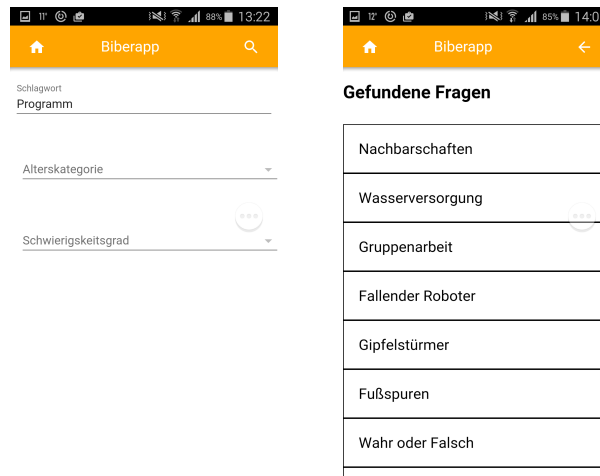 11° 88% 13:22
Biberapp
Schlagwort
Programm
Alterskategorie
Schwierigskeitsgrad
12° 85% 14:0
Biberapp
Gefundene Fragen
Nachbarschaften
Wasserversorgung
Gruppenarbeit
Fallender Roboter
Gipfelstürmer
Fußspuren
Wahr oder Falsch